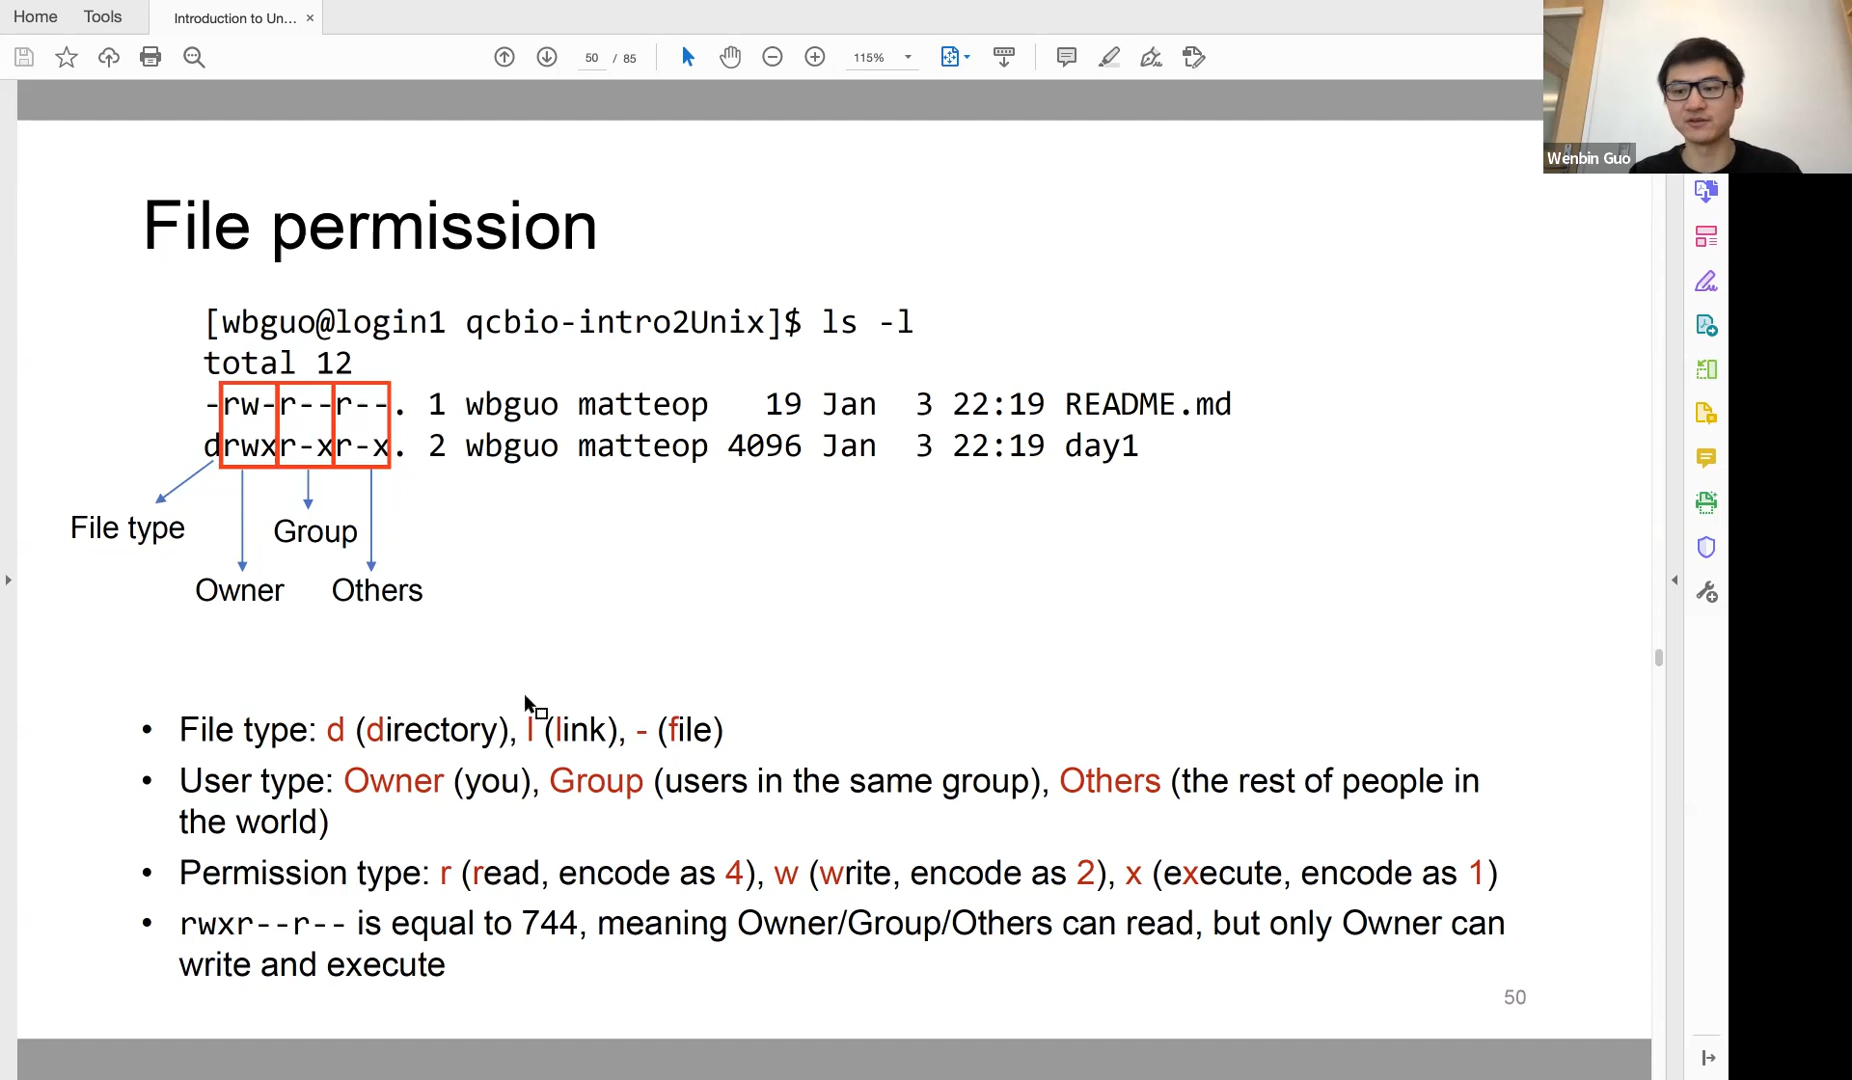 Home Tools Introduction to Un... ×
50 / 85 115%
Wenbin Guo
File permission
[wbguo@login1 qcbio-intro2Unix]$ ls -l
total 12
-rw-r--r--. 1 wbguo matteop 19 Jan 3 22:19 README.md
drwxr-xr-x. 2 wbguo matteop 4096 Jan 3 22:19 day1
File type
Group
Owner
Others
• File type: d (directory), l (link), - (file)
• User type: Owner (you), Group (users in the same group), Others (the rest of people in
the world)
• Permission type: r (read, encode as 4), w (write, encode as 2), x (execute, encode as 1)
• rwxr--r-- is equal to 744, meaning Owner/Group/Others can read, but only Owner can
write and execute
50